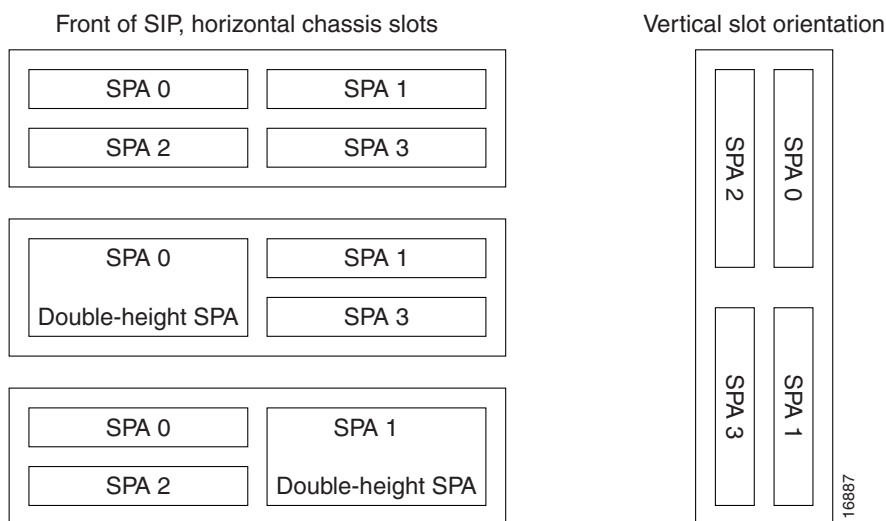 Front of SIP, horizontal chassis slots
SPA 0
SPA 1
SPA 2
SPA 3
SPA 0
Double-height SPA
SPA 1
SPA 3
SPA 0
SPA 2
SPA 1
Double-height SPA
Vertical slot orientation
SPA 2
SPA 0
SPA 3
SPA 1
16887